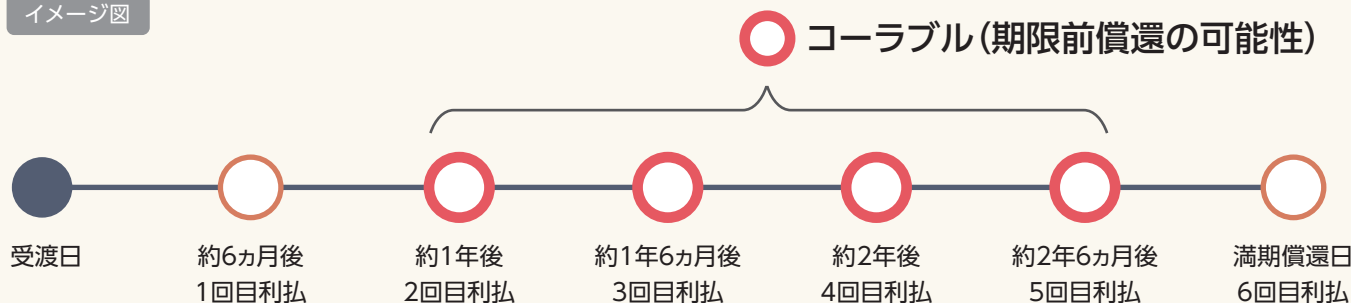 イメージ図
コーラブル（期限前償還の可能性）
受渡日
約6ヵ月後
1回目利払
約1年後
2回目利払
約1年6ヵ月後
3回目利払
約2年後
4回目利払
約2年6ヵ月後
5回目利払
満期償還日
6回目利払